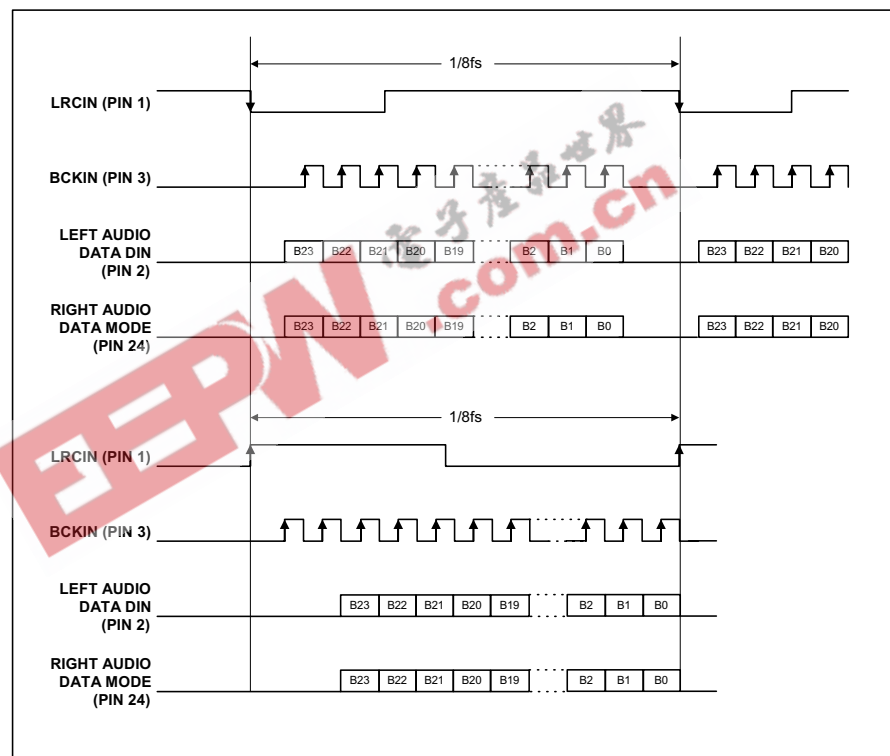 1/8fs
LRCIN (PIN 1)
BCKIN (PIN 3)
LEFT AUDIO
DATA DIN
(PIN 2)
B23 B22 B21 B20 B19 B2 B1 B0 B23 B22 B21 B20
RIGHT AUDIO
DATA MODE
(PIN 24)
B23 B22 B21 B20 B19 B2 B1 B0 B23 B22 B21 B20
電子產品世界
.com.cn
EEPW
1/8fs
LRCIN (PIN 1)
BCKIN (PIN 3)
LEFT AUDIO
DATA DIN
(PIN 2)
B23 B22 B21 B20 B19 B2 B1 B0
RIGHT AUDIO
DATA MODE
(PIN 24)
B23 B22 B21 B20 B19 B2 B1 B0